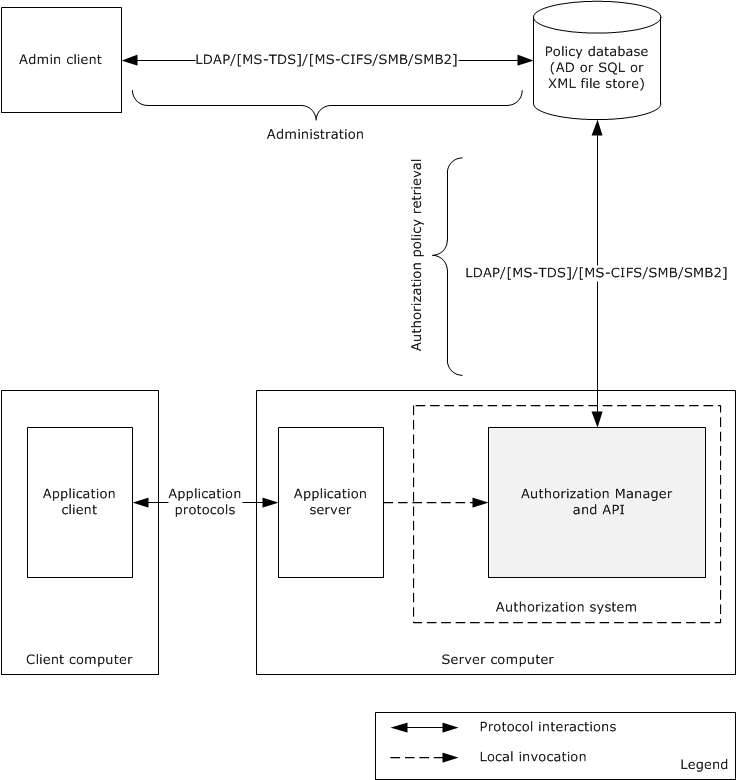 Admin client
LDAP/[MS-TDS]/[MS-CIFS/SMB/SMB2]
Policy database
(AD or SQL or
XML file store)
Administration
Authorization policy retrieval
LDAP/[MS-TDS]/[MS-CIFS/SMB/SMB2]
Application
client
Application
protocols
Application
server
Authorization Manager
and API
Authorization system
Client computer
Server computer
Protocol interactions
Local invocation
Legend